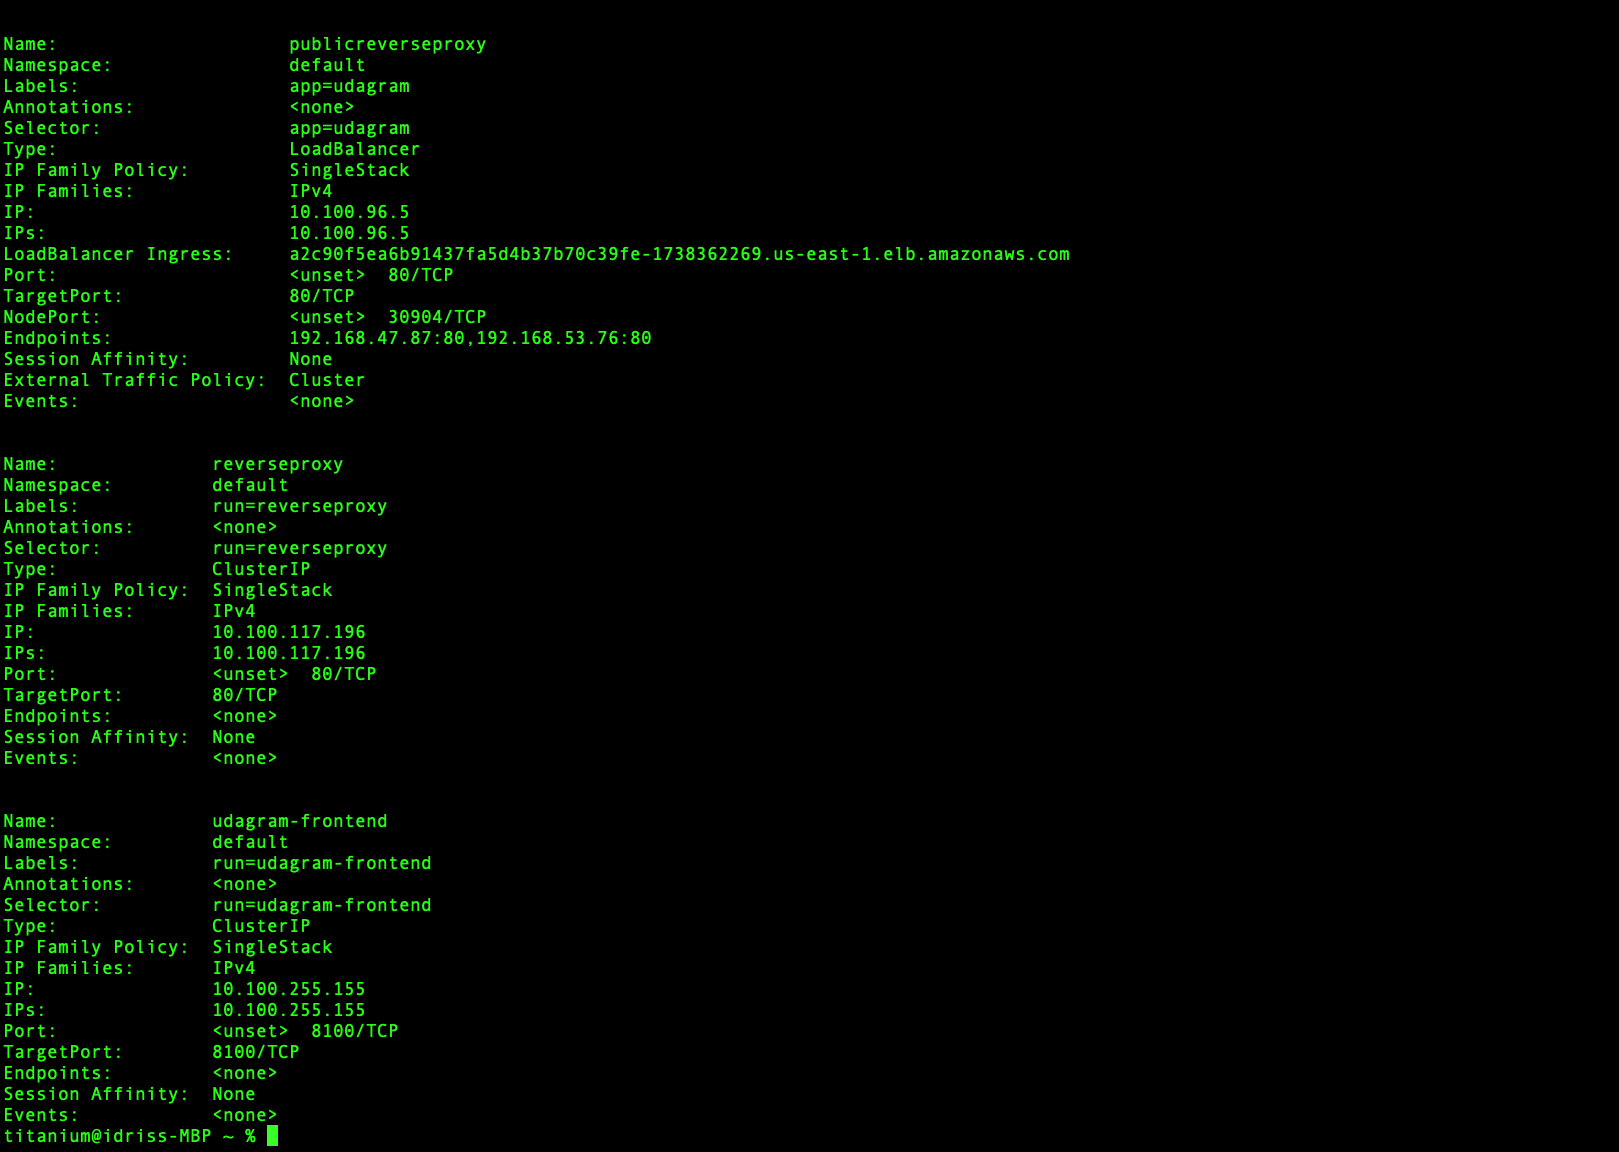 Name: publicreverseproxy
Namespace: default
Labels: app=udagram
Annotations: <none>
Selector: app=udagram
Type: LoadBalancer
IP Family Policy: SingleStack
IP Families: IPv4
IP: 10.100.96.5
IPs: 10.100.96.5
LoadBalancer Ingress: a2c90f5ea6b91437fa5d4b37b70c39fe-1738362269.us-east-1.elb.amazonaws.com
Port: <unset> 80/TCP
TargetPort: 80/TCP
NodePort: <unset> 30904/TCP
Endpoints: 192.168.47.87:80,192.168.53.76:80
Session Affinity: None
External Traffic Policy: Cluster
Events: <none>
Name: reverseproxy
Namespace: default
Labels: run=reverseproxy
Annotations: <none>
Selector: run=reverseproxy
Type: ClusterIP
IP Family Policy: SingleStack
IP Families: IPv4
IP: 10.100.117.196
IPs: 10.100.117.196
Port: <unset> 80/TCP
TargetPort: 80/TCP
Endpoints: <none>
Session Affinity: None
Events: <none>
Name: udagram-frontend
Namespace: default
Labels: run=udagram-frontend
Annotations: <none>
Selector: run=udagram-frontend
Type: ClusterIP
IP Family Policy: SingleStack
IP Families: IPv4
IP: 10.100.255.155
IPs: 10.100.255.155
Port: <unset> 8100/TCP
TargetPort: 8100/TCP
Endpoints: <none>
Session Affinity: None
Events: <none>
titanium@idriss-MBP ~ %